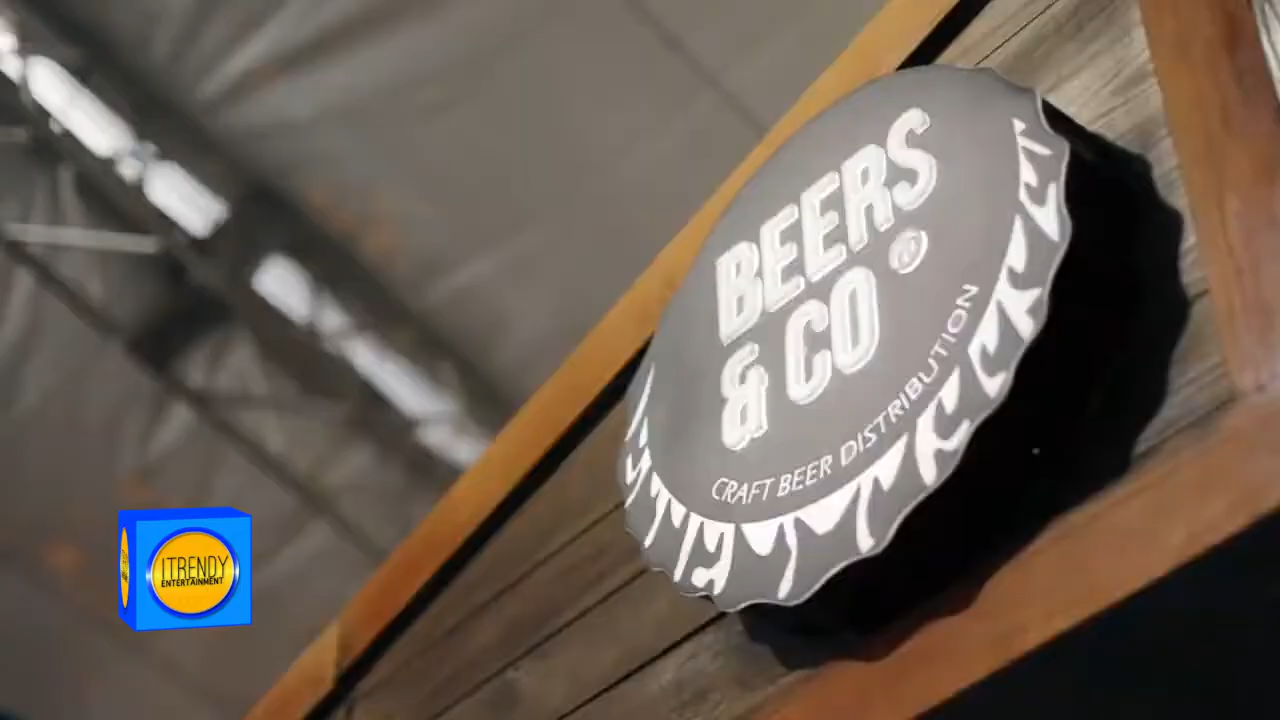 BEERS
& CO ®
CRAFT BEER DISTRIBUTION
ITRENDY
ENTERTAINMENT